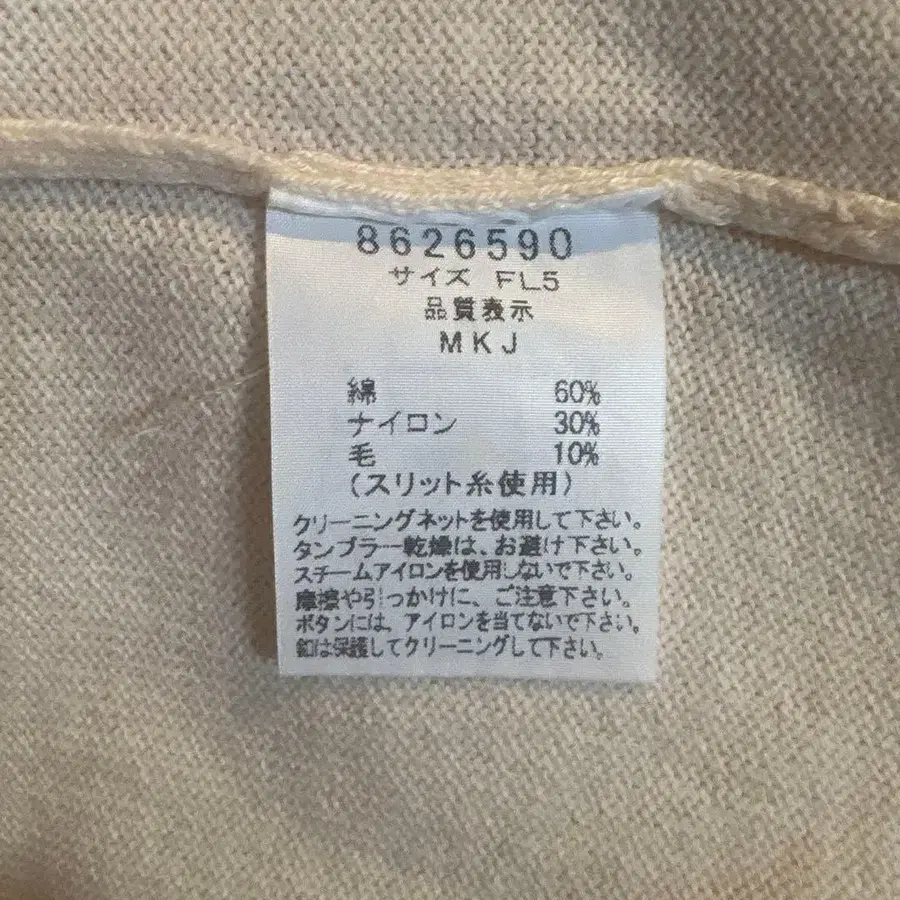 8626590
サイズ FL5
品質表示
MKJ
綿 60%
ナイロン 30%
毛 10%
(スリット糸使用)
クリーニングネットを使用して下さい。
タンブラー乾燥は、お避け下さい。
スチームアイロンを使用しないで下さい。
摩擦や引っかけに、ご注意下さい。
ボタンには、アイロンを当てないで下さい。
釦は保護してクリーニングして下さい。